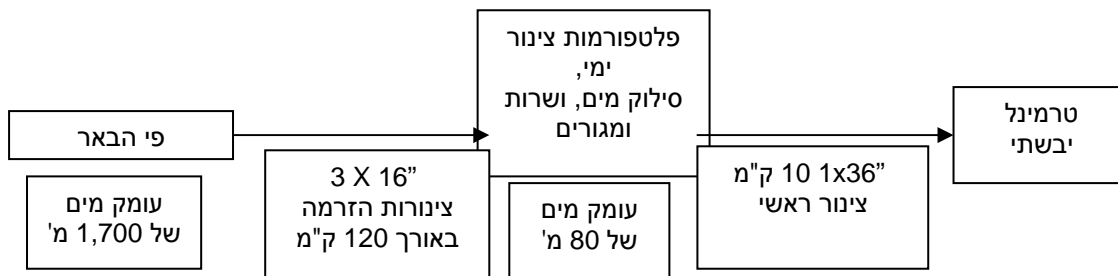 פי הבאר
עומק מים
של 1,700 מ'
3 X 16”
צינורות הזרמה
באורך 120 ק"מ
פלטפורמות צינור
ימי,
סילוק מים, ושרות
ומגורים
עומק מים
של 80 מ'
1x36” 10 ק"מ
צינור ראשי
טרמינל
יבשתי